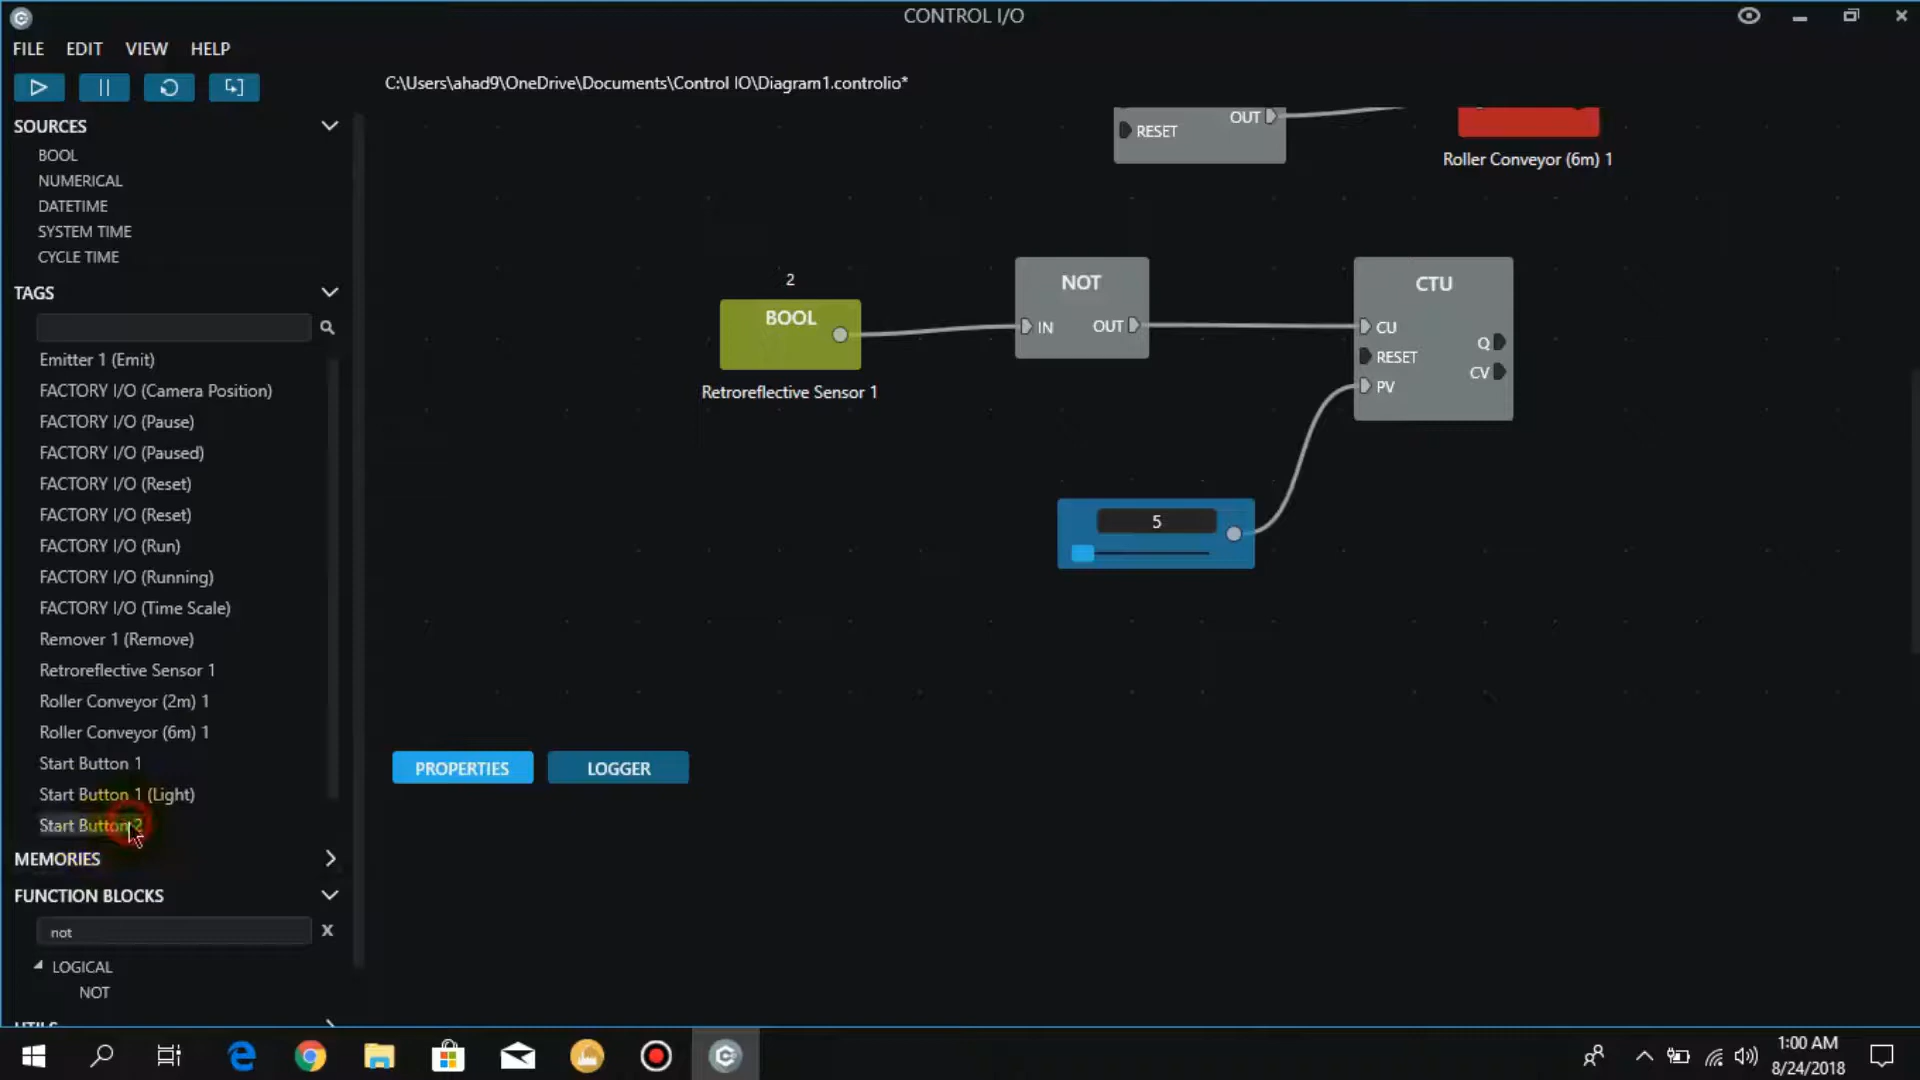 CONTROL I/O
FILE EDIT VIEW HELP
C:\Users\ahad9\OneDrive\Documents\Control IO\Diagram1.controlio*
SOURCES
BOOL
NUMERICAL
DATETIME
SYSTEM TIME
CYCLE TIME
TAGS
Emitter 1 (Emit)
FACTORY I/O (Camera Position)
FACTORY I/O (Pause)
FACTORY I/O (Paused)
FACTORY I/O (Reset)
FACTORY I/O (Reset)
FACTORY I/O (Run)
FACTORY I/O (Running)
FACTORY I/O (Time Scale)
Remover 1 (Remove)
Retroreflective Sensor 1
Roller Conveyor (2m) 1
Roller Conveyor (6m) 1
Start Button 1
Start Button 1 (Light)
Start Button 2
MEMORIES
FUNCTION BLOCKS
not
X
LOGICAL
NOT
UTILS
OUT
RESET
Roller Conveyor (6m) 1
2
BOOL
Retroreflective Sensor 1
NOT
IN OUT
CTU
CU
RESET
PV
Q
CV
5
PROPERTIES
LOGGER
1:00 AM
8/24/2018